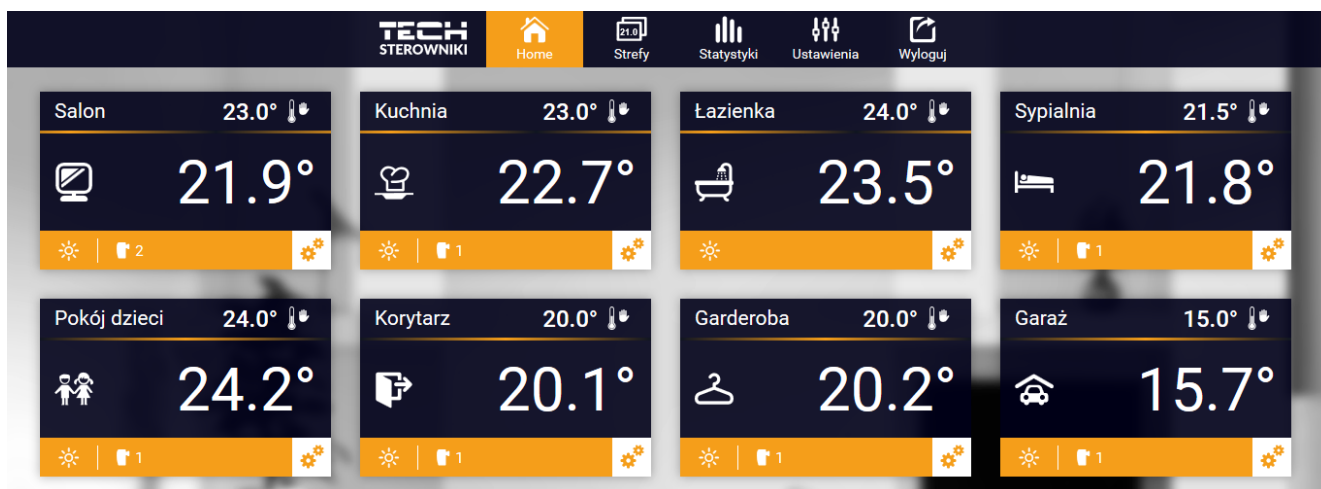 TECH
STEROWNIKI
Home
21.0
Strefy
Statystyki
Ustawienia
Wyloguj
Salon 23.0°
21.9°
2
Kuchnia 23.0°
22.7°
1
Łazienka 24.0°
23.5°
Sypialnia 21.5°
21.8°
1
Pokój dzieci 24.0°
24.2°
1
Korytarz 20.0°
20.1°
1
Garderoba 20.0°
20.2°
1
Garaż 15.0°
15.7°
1